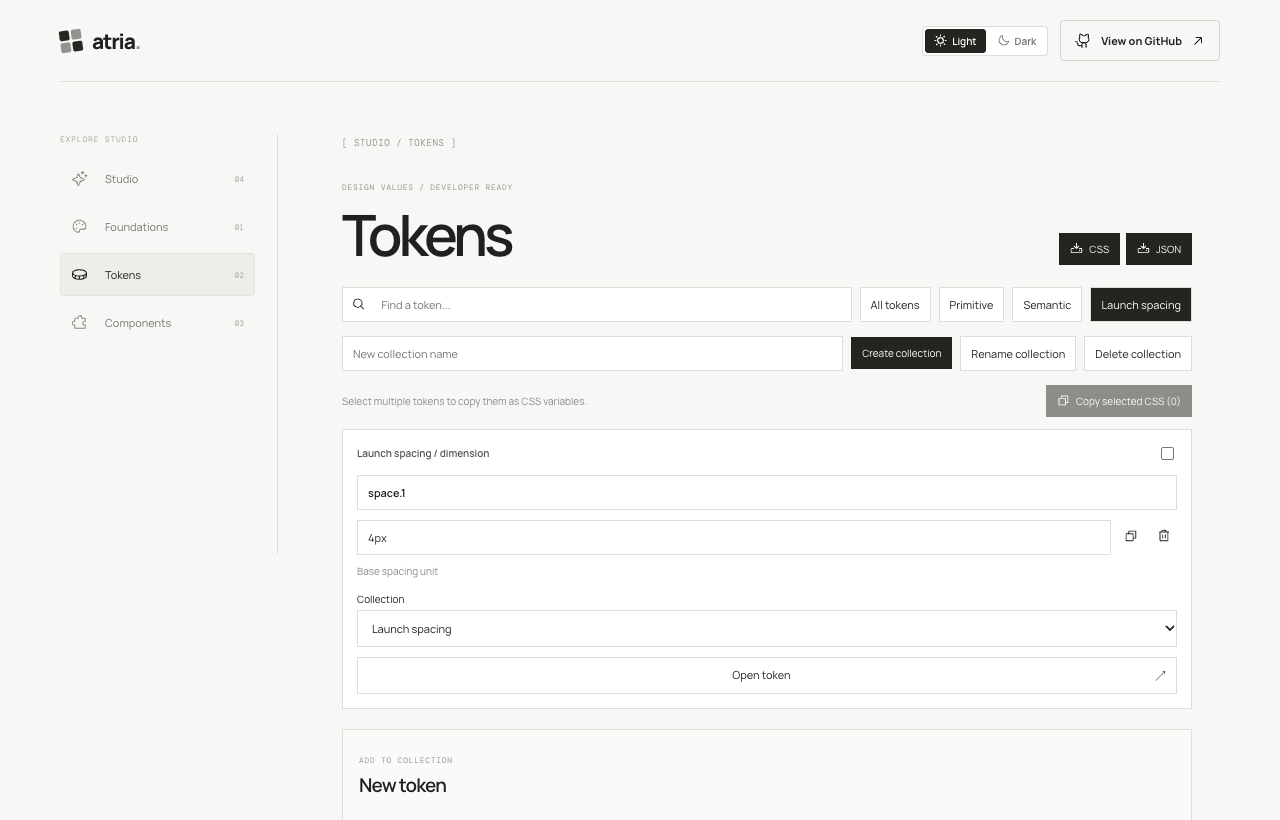 atria.
Light
Dark
View on GitHub
EXPLORE STUDIO
Studio 04
Foundations 01
Tokens 02
Components 03
[ STUDIO / TOKENS ]
DESIGN VALUES / DEVELOPER READY
Tokens
CSS
JSON
Find a token...
All tokens
Primitive
Semantic
Launch spacing
New collection name
Create collection
Rename collection
Delete collection
Select multiple tokens to copy them as CSS variables.
Copy selected CSS (0)
Launch spacing / dimension
space.1
4px
Base spacing unit
Collection
Launch spacing
Open token
ADD TO COLLECTION
New token